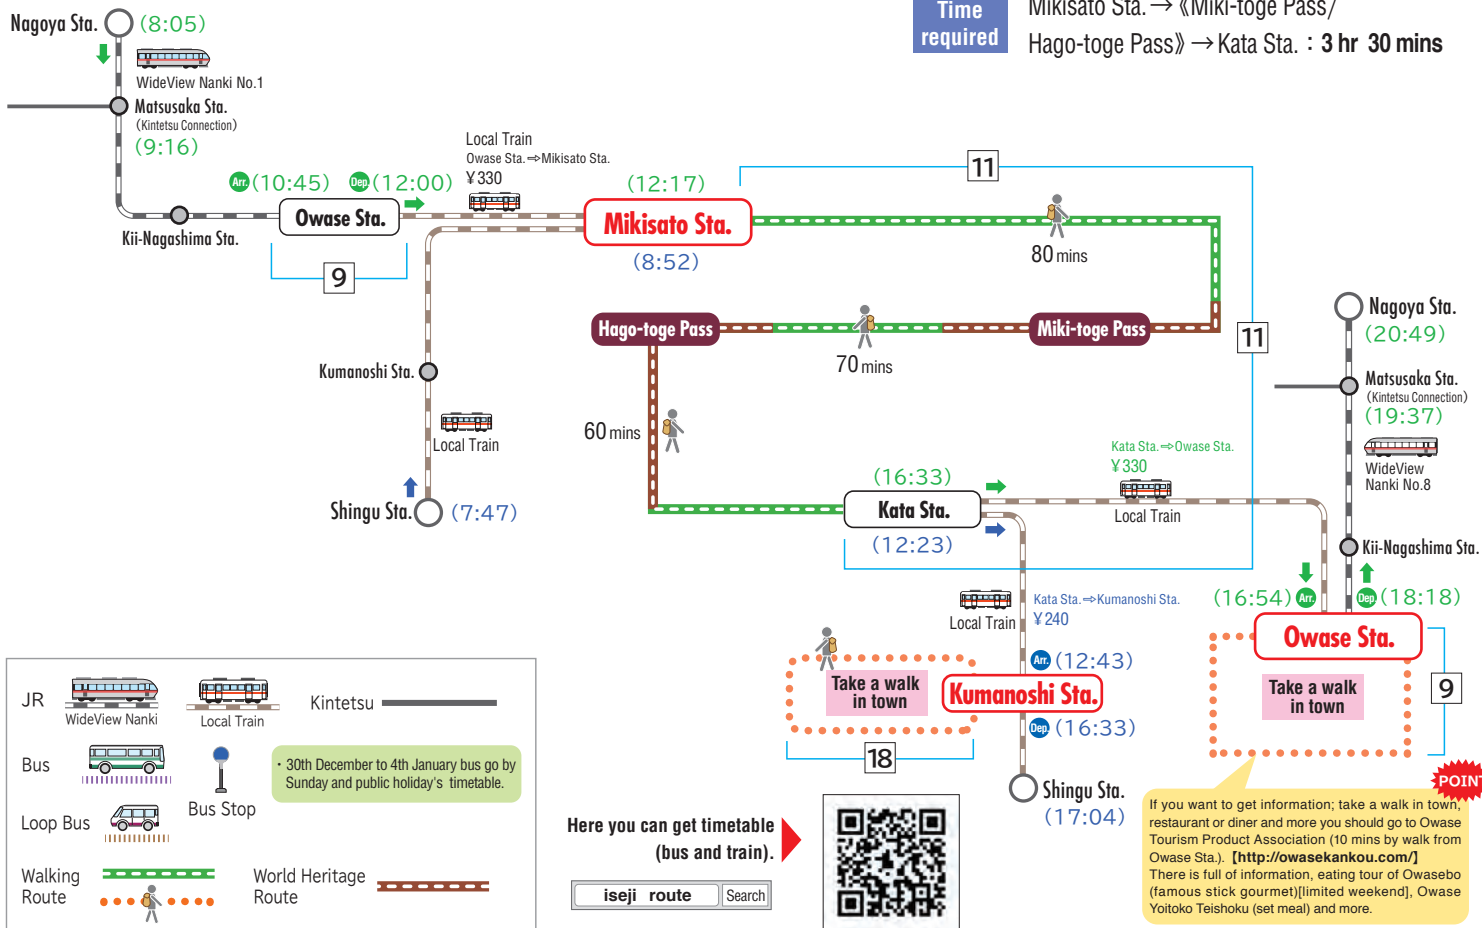 Time
required
Mikisato Sta. → 《Miki-toge Pass/
Hago-toge Pass》 → Kata Sta. : 3 hr 30 mins
Nagoya Sta. (8:05)
WideView Nanki No.1
Matsusaka Sta.
(Kintetsu Connection)
(9:16)
Kii-Nagashima Sta.
Arr. (10:45) Dep. (12:00)
Owase Sta.
9
Local Train
Owase Sta. ⇨ Mikisato Sta.
¥330
(12:17)
Mikisato Sta.
(8:52)
11
80 mins
Hago-toge Pass
Miki-toge Pass
70 mins
11
60 mins
Kumanoshi Sta.
Local Train
Shingu Sta. (7:47)
(16:33)
Kata Sta.
(12:23)
Kata Sta. ⇨ Owase Sta.
¥330
Local Train
Nagoya Sta.
(20:49)
Matsusaka Sta.
(Kintetsu Connection)
(19:37)
WideView
Nanki No.8
Kii-Nagashima Sta.
(16:54) Arr. Dep. (18:18)
Owase Sta.
Take a walk
in town
9
Local Train
Kata Sta. ⇨ Kumanoshi Sta.
¥240
Arr. (12:43)
Kumanoshi Sta.
Dep. (16:33)
Take a walk
in town
18
Shingu Sta.
(17:04)
POINT
If you want to get information; take a walk in town,
restaurant or diner and more you should go to Owase
Tourism Product Association (10 mins by walk from
Owase Sta.). 【http://owasekankou.com/】
There is full of information, eating tour of Owasebo
(famous stick gourmet)[limited weekend], Owase
Yoitoko Teishoku (set meal) and more.
Here you can get timetable
(bus and train).
iseji route Search
JR
WideView Nanki
Local Train
Kintetsu
Bus
Bus Stop
・30th December to 4th January bus go by
Sunday and public holiday's timetable.
Loop Bus
Walking
Route
World Heritage
Route